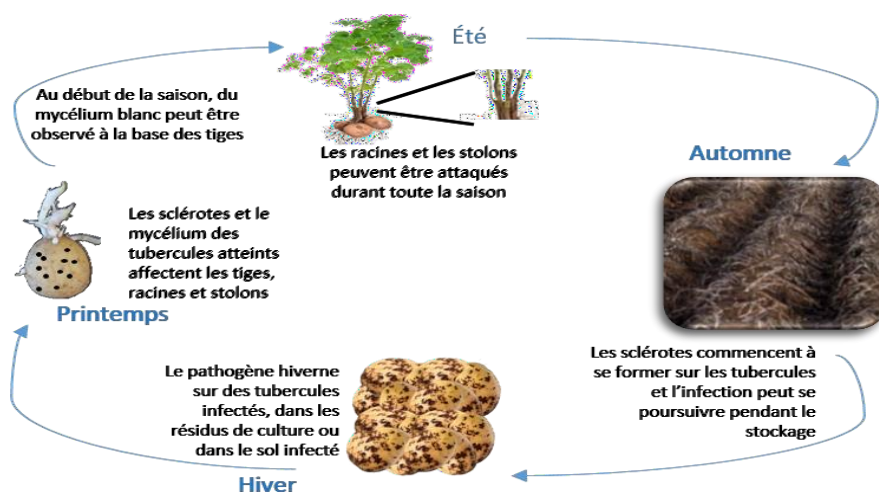 Été
Au début de la saison, du
mycélium blanc peut être
observé à la base des tiges
Les racines et les stolons
peuvent être attaqués
durant toute la saison
Automne
Les sclérotes et le
mycélium des
tubercules atteints
affectent les tiges,
racines et stolons
Printemps
Les sclérotes commencent à
se former sur les tubercules
et l'infection peut se
poursuivre pendant le
stockage
Le pathogène hiverne
sur des tubercules
infectés, dans les
résidus de culture ou
dans le sol infecté
Hiver